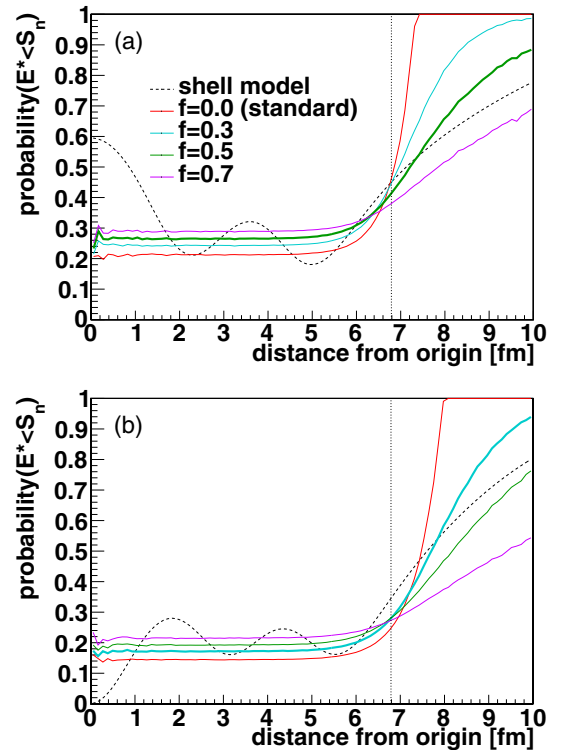 probability(E*<Sn)
1
0.9
0.8
0.7
0.6
0.5
0.4
0.3
0.2
0.1
0
(a)
shell model
f=0.0 (standard)
f=0.3
f=0.5
f=0.7
0 1 2 3 4 5 6 7 8 9 10
distance from origin [fm]
probability(E*<Sn)
1
0.9
0.8
0.7
0.6
0.5
0.4
0.3
0.2
0.1
0
(b)
0 1 2 3 4 5 6 7 8 9 10
distance from origin [fm]